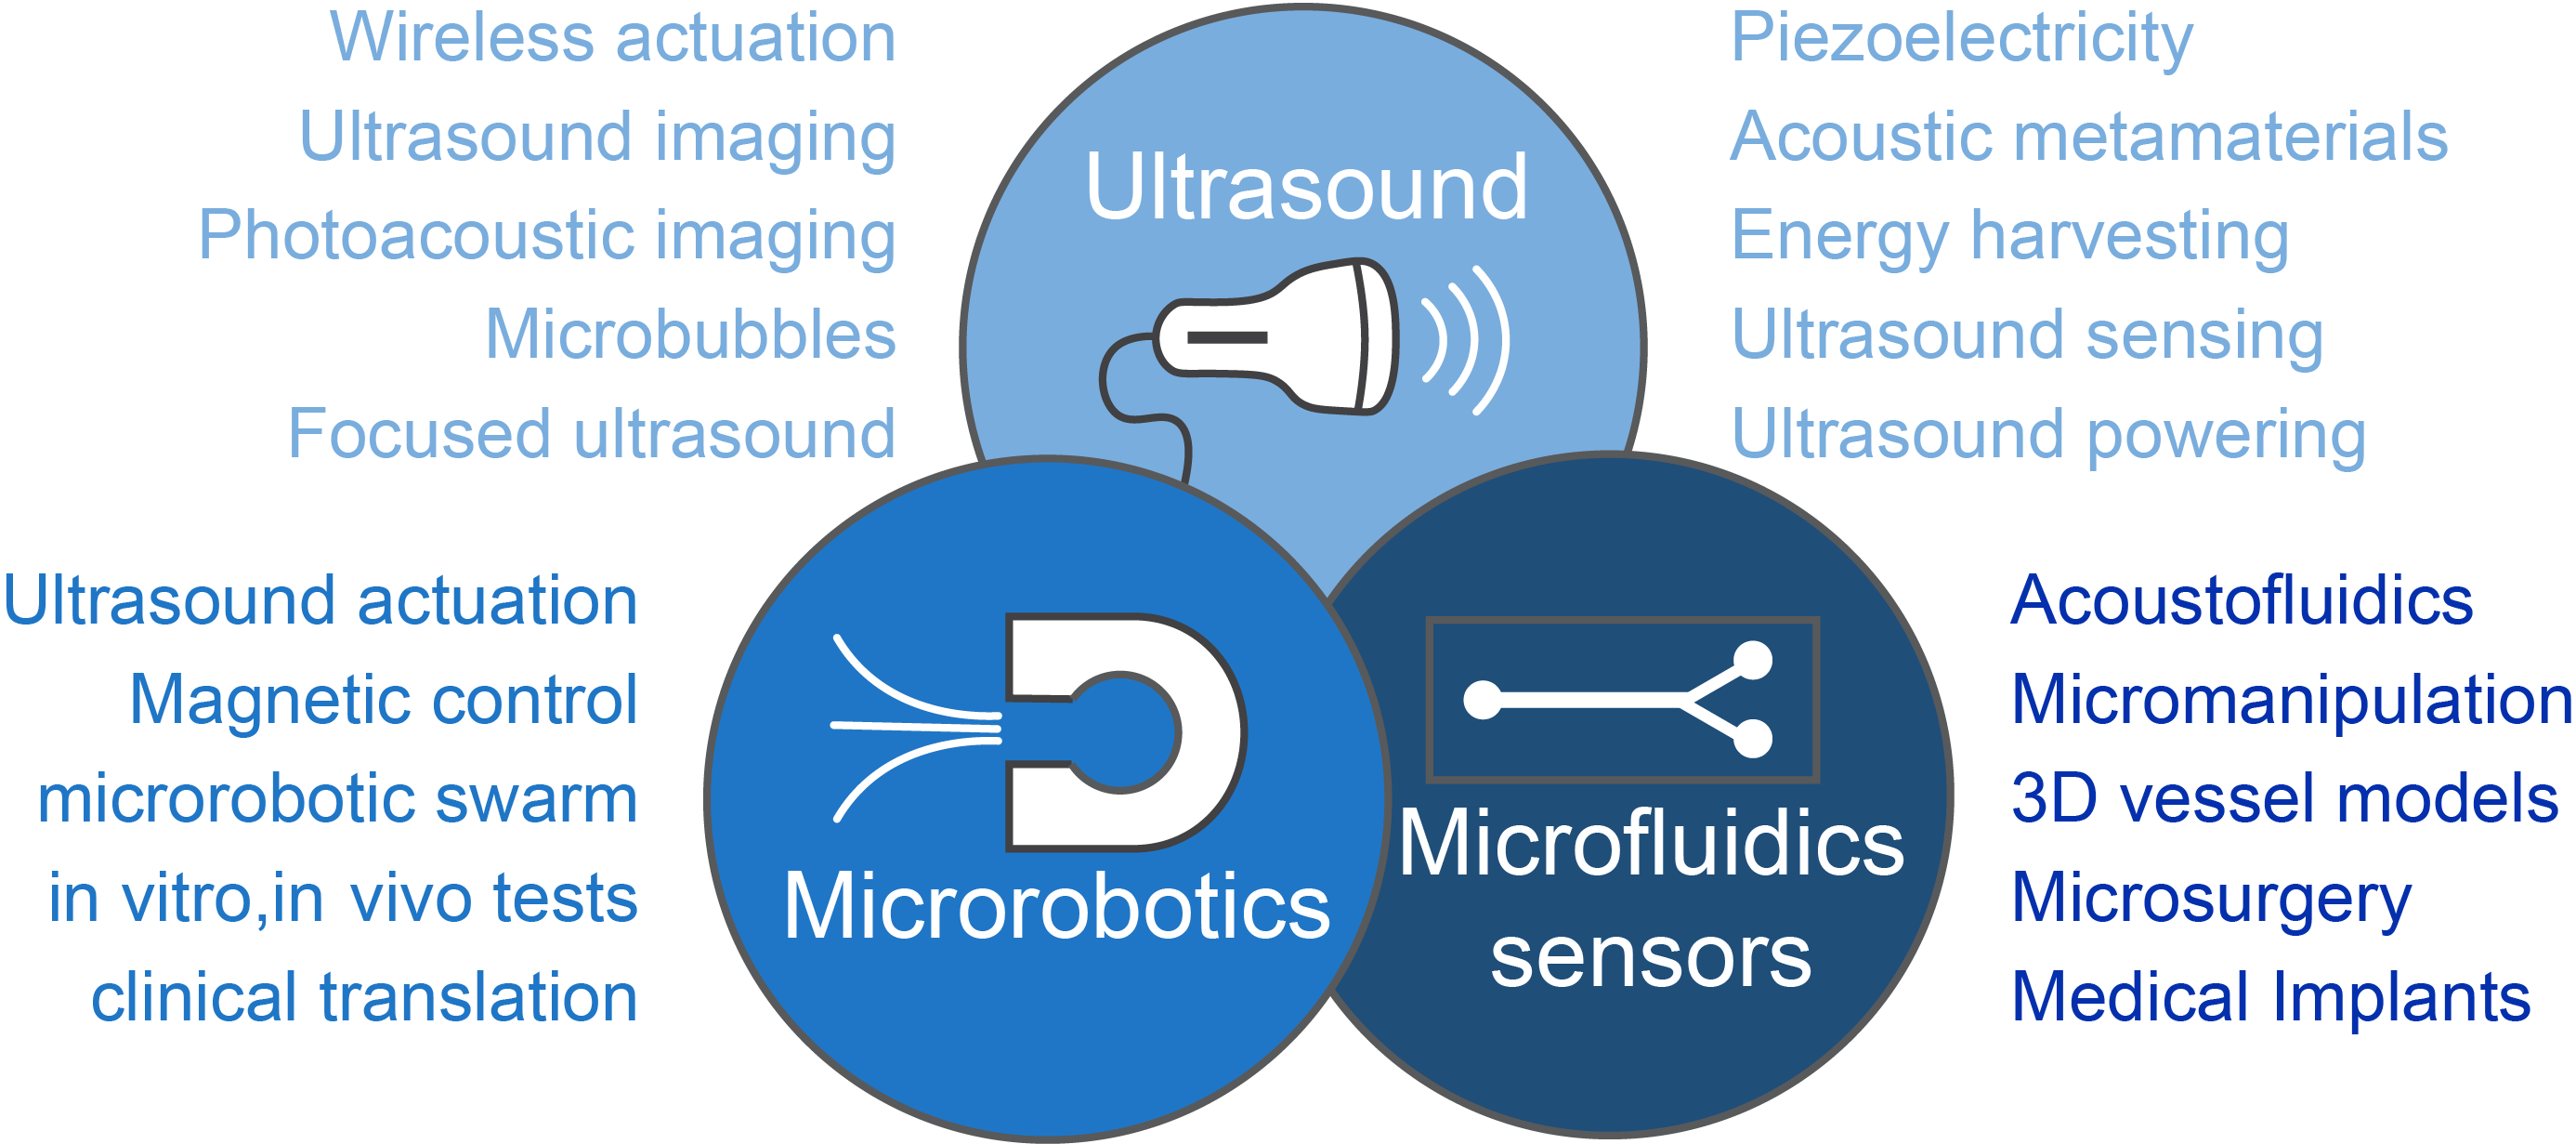 Wireless actuation
Ultrasound imaging
Photoacoustic imaging
Microbubbles
Focused ultrasound
Ultrasound
Piezoelectricity
Acoustic metamaterials
Energy harvesting
Ultrasound sensing
Ultrasound powering
Ultrasound actuation
Magnetic control
microrobotic swarm
in vitro,in vivo tests
clinical translation
Microrobotics
Microfluidics
sensors
Acoustofluidics
Micromanipulation
3D vessel models
Microsurgery
Medical Implants